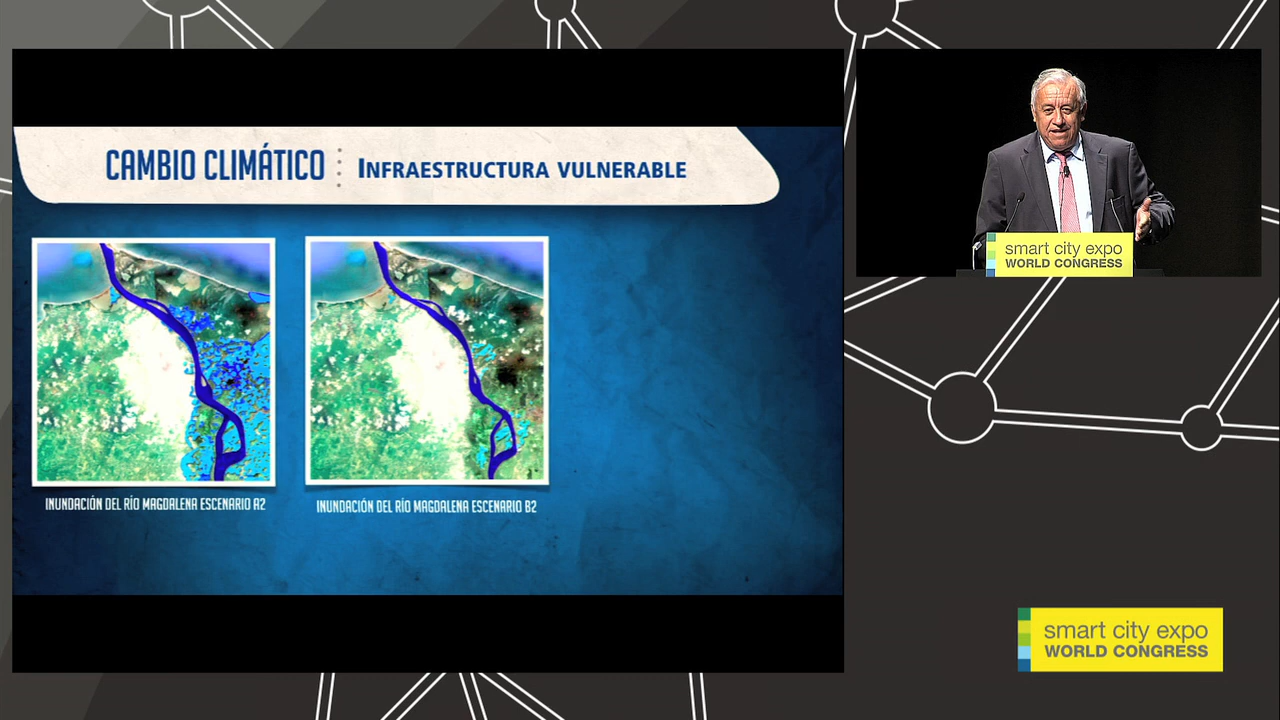 CAMBIO CLIMÁTICO INFRAESTRUCTURA VULNERABLE
INUNDACIÓN DEL RÍO MAGDALENA ESCENARIO A2
INUNDACIÓN DEL RÍO MAGDALENA ESCENARIO B2
smart city expo
WORLD CONGRESS
smart city expo
WORLD CONGRESS